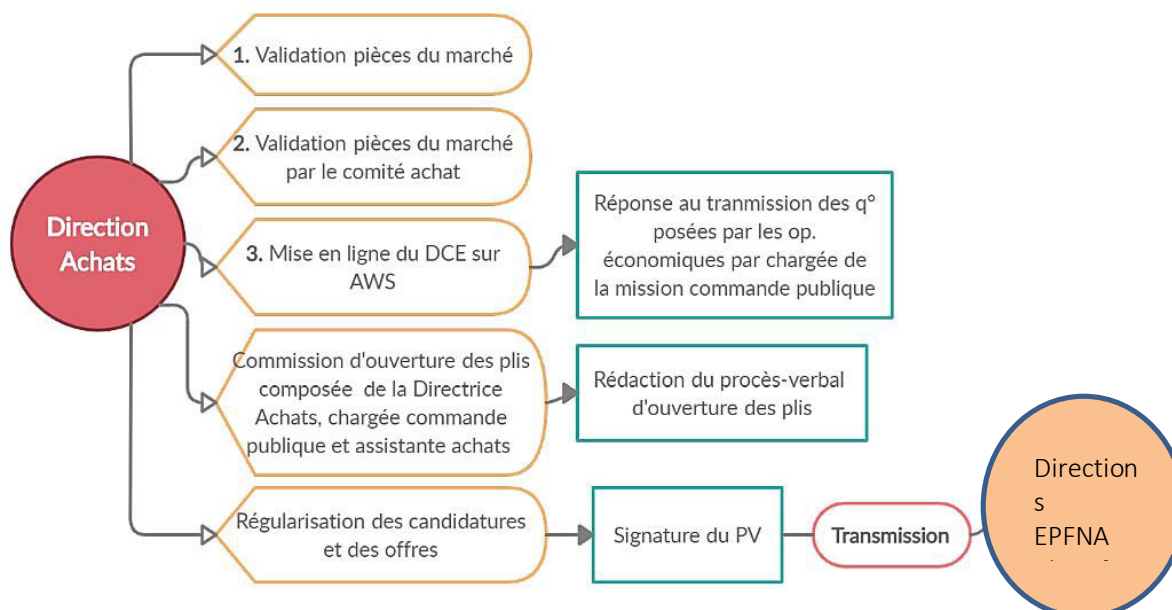 1. Validation pièces du marché
2. Validation pièces du marché
par le comité achat
Direction
Achats
3. Mise en ligne du DCE sur
AWS
Réponse au tranmission des q°
posées par les op.
économiques par chargée de
la mission commande publique
Commission d'ouverture des plis
composée de la Directrice
Achats, chargée commande
publique et assistante achats
Rédaction du procès-verbal
d'ouverture des plis
Régularisation des candidatures
et des offres
Signature du PV
Transmission
Direction
s
EPFNA